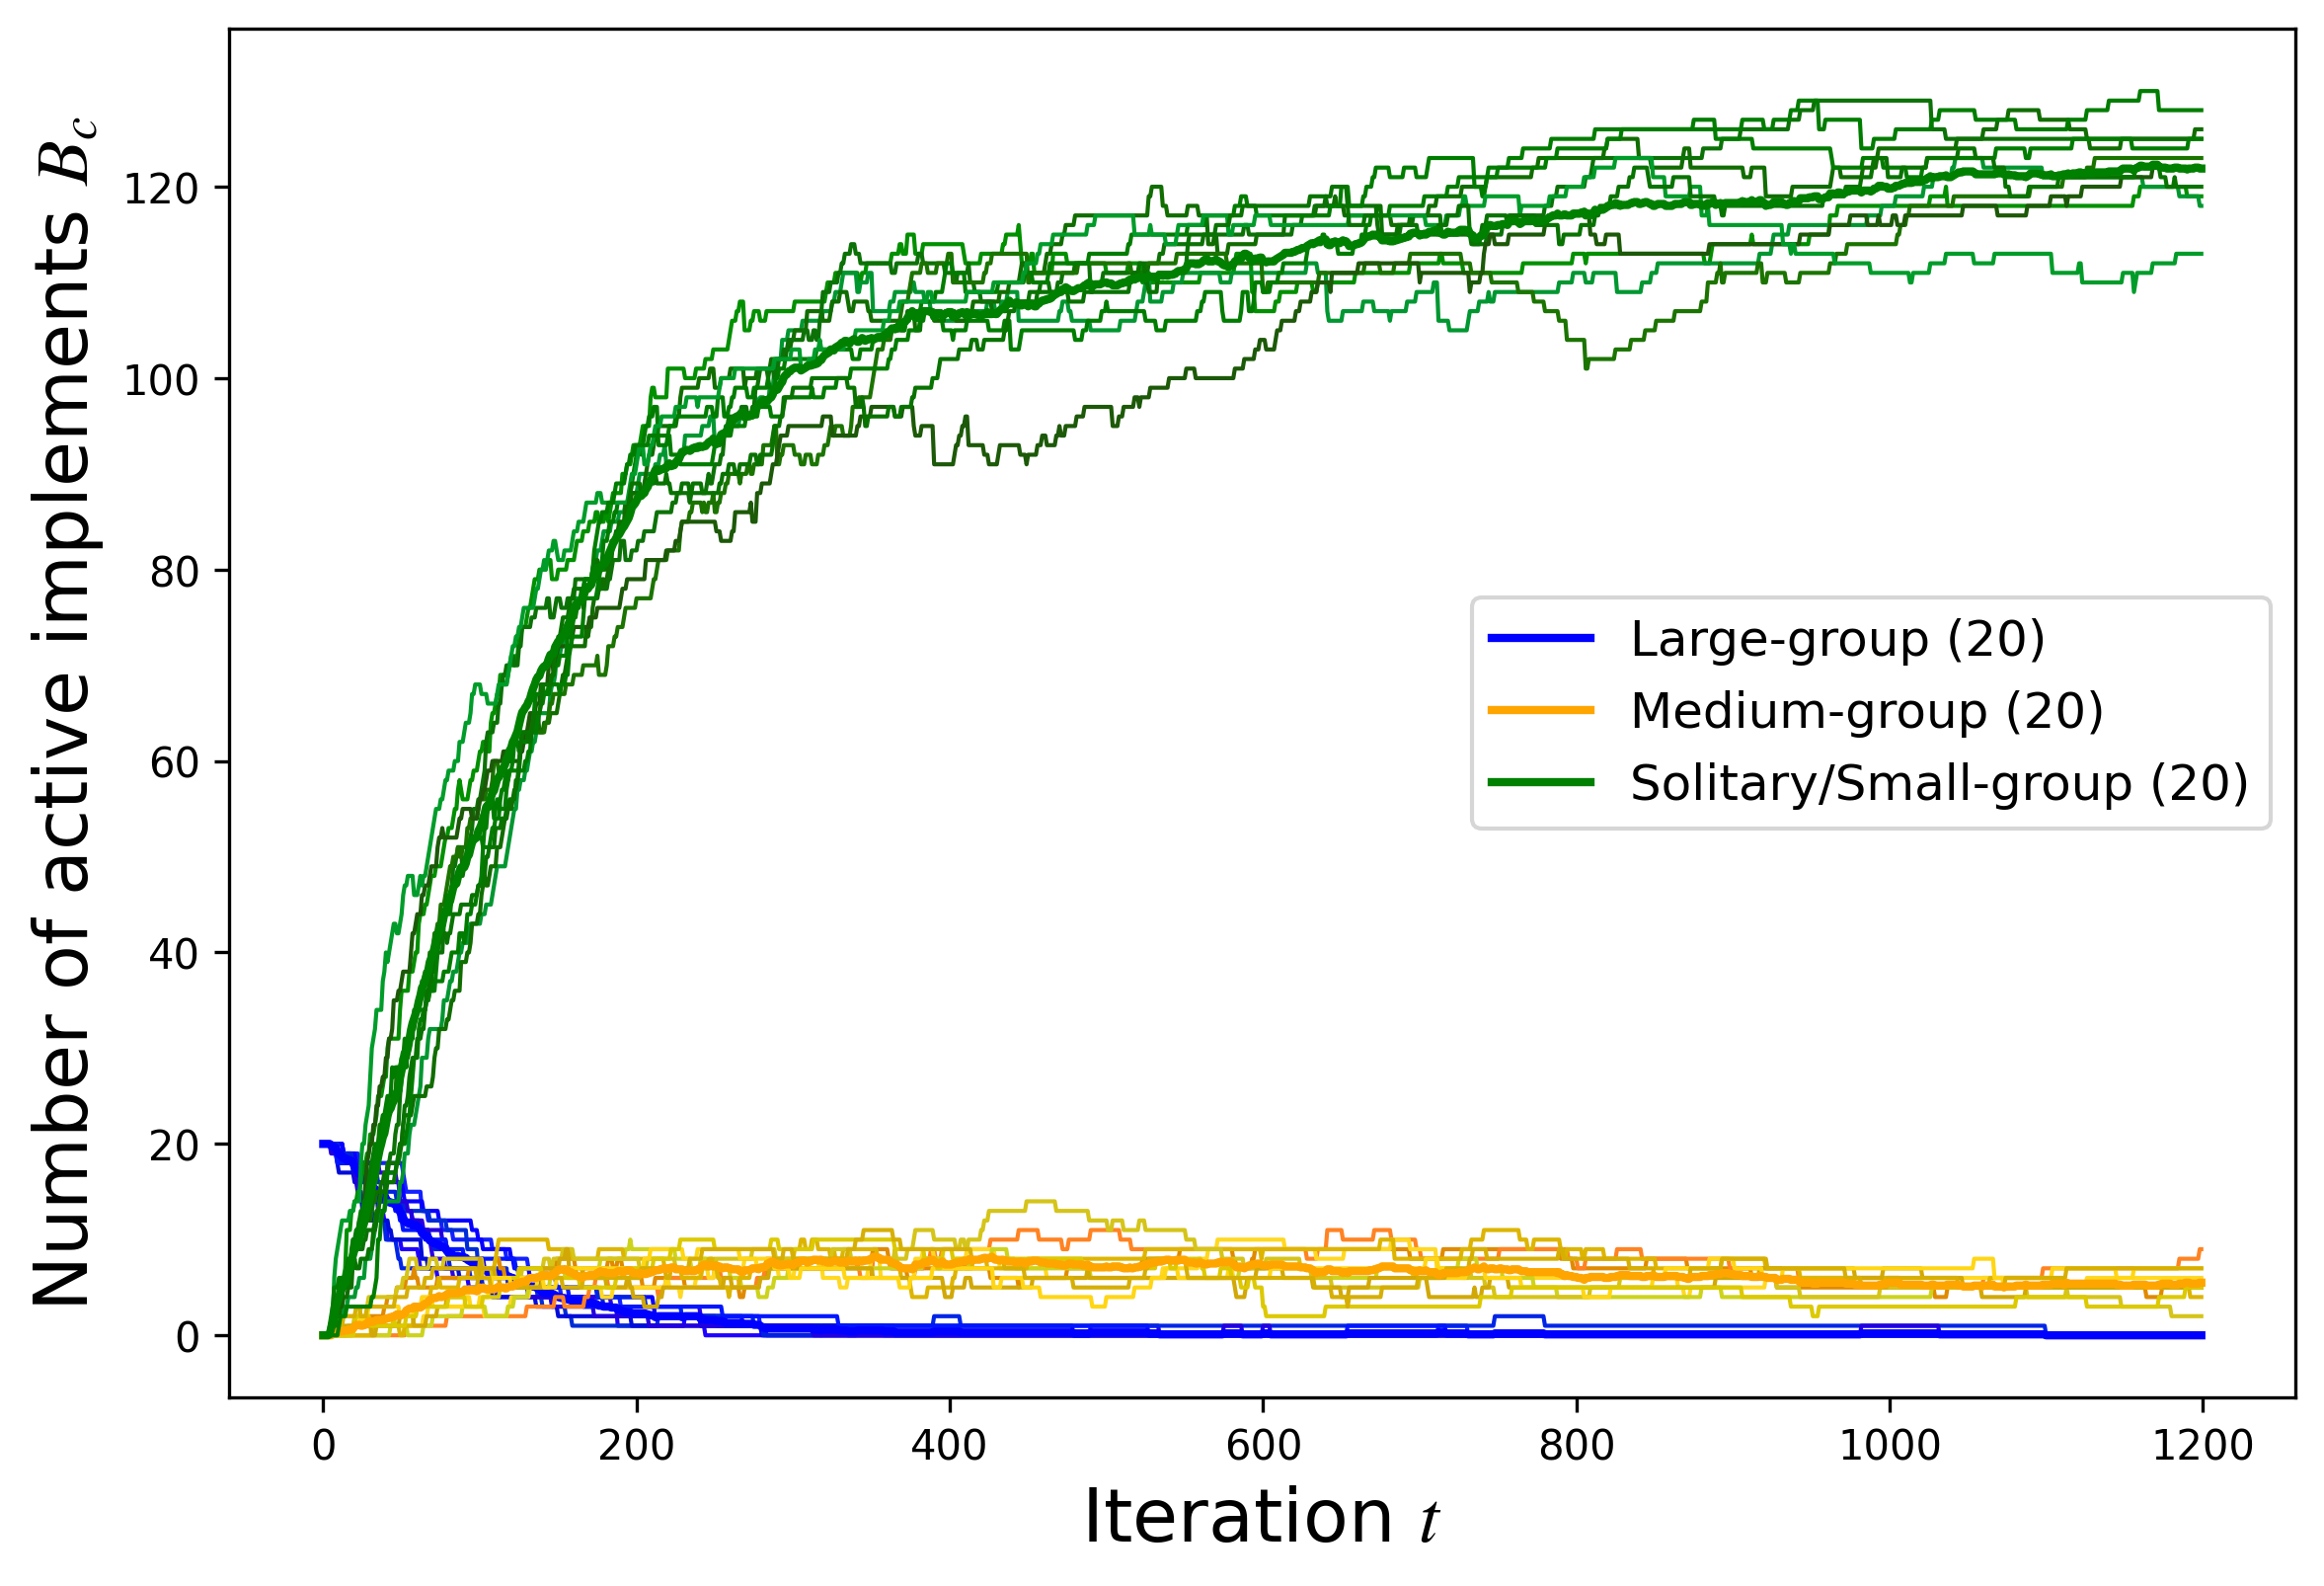 Number of active implements B_c
120
100
80
60
40
20
0
Large-group (20)
Medium-group (20)
Solitary/Small-group (20)
0 200 400 600 800 1000 1200
Iteration t